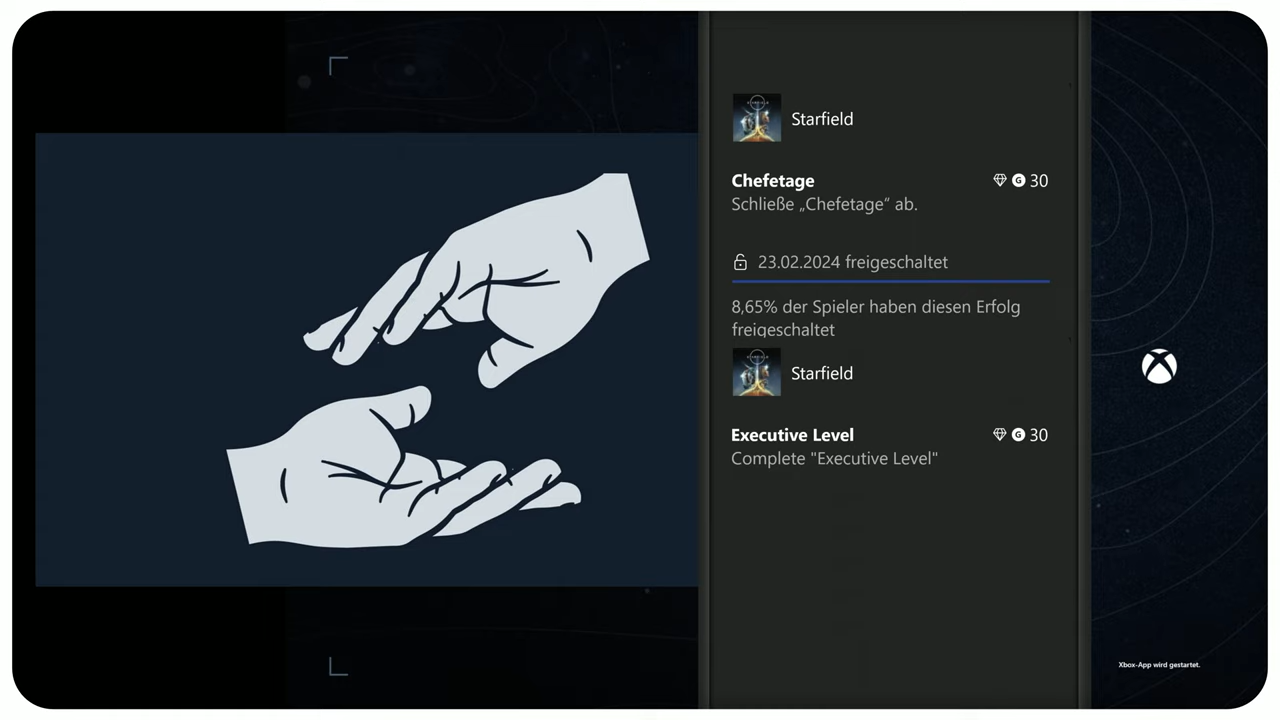 Starfield
Chefetage
G 30
Schließe „Chefetage“ ab.
23.02.2024 freigeschaltet
8,65% der Spieler haben diesen Erfolg
freigeschaltet
Starfield
Executive Level
G 30
Complete "Executive Level"
Xbox-App wird gestartet.